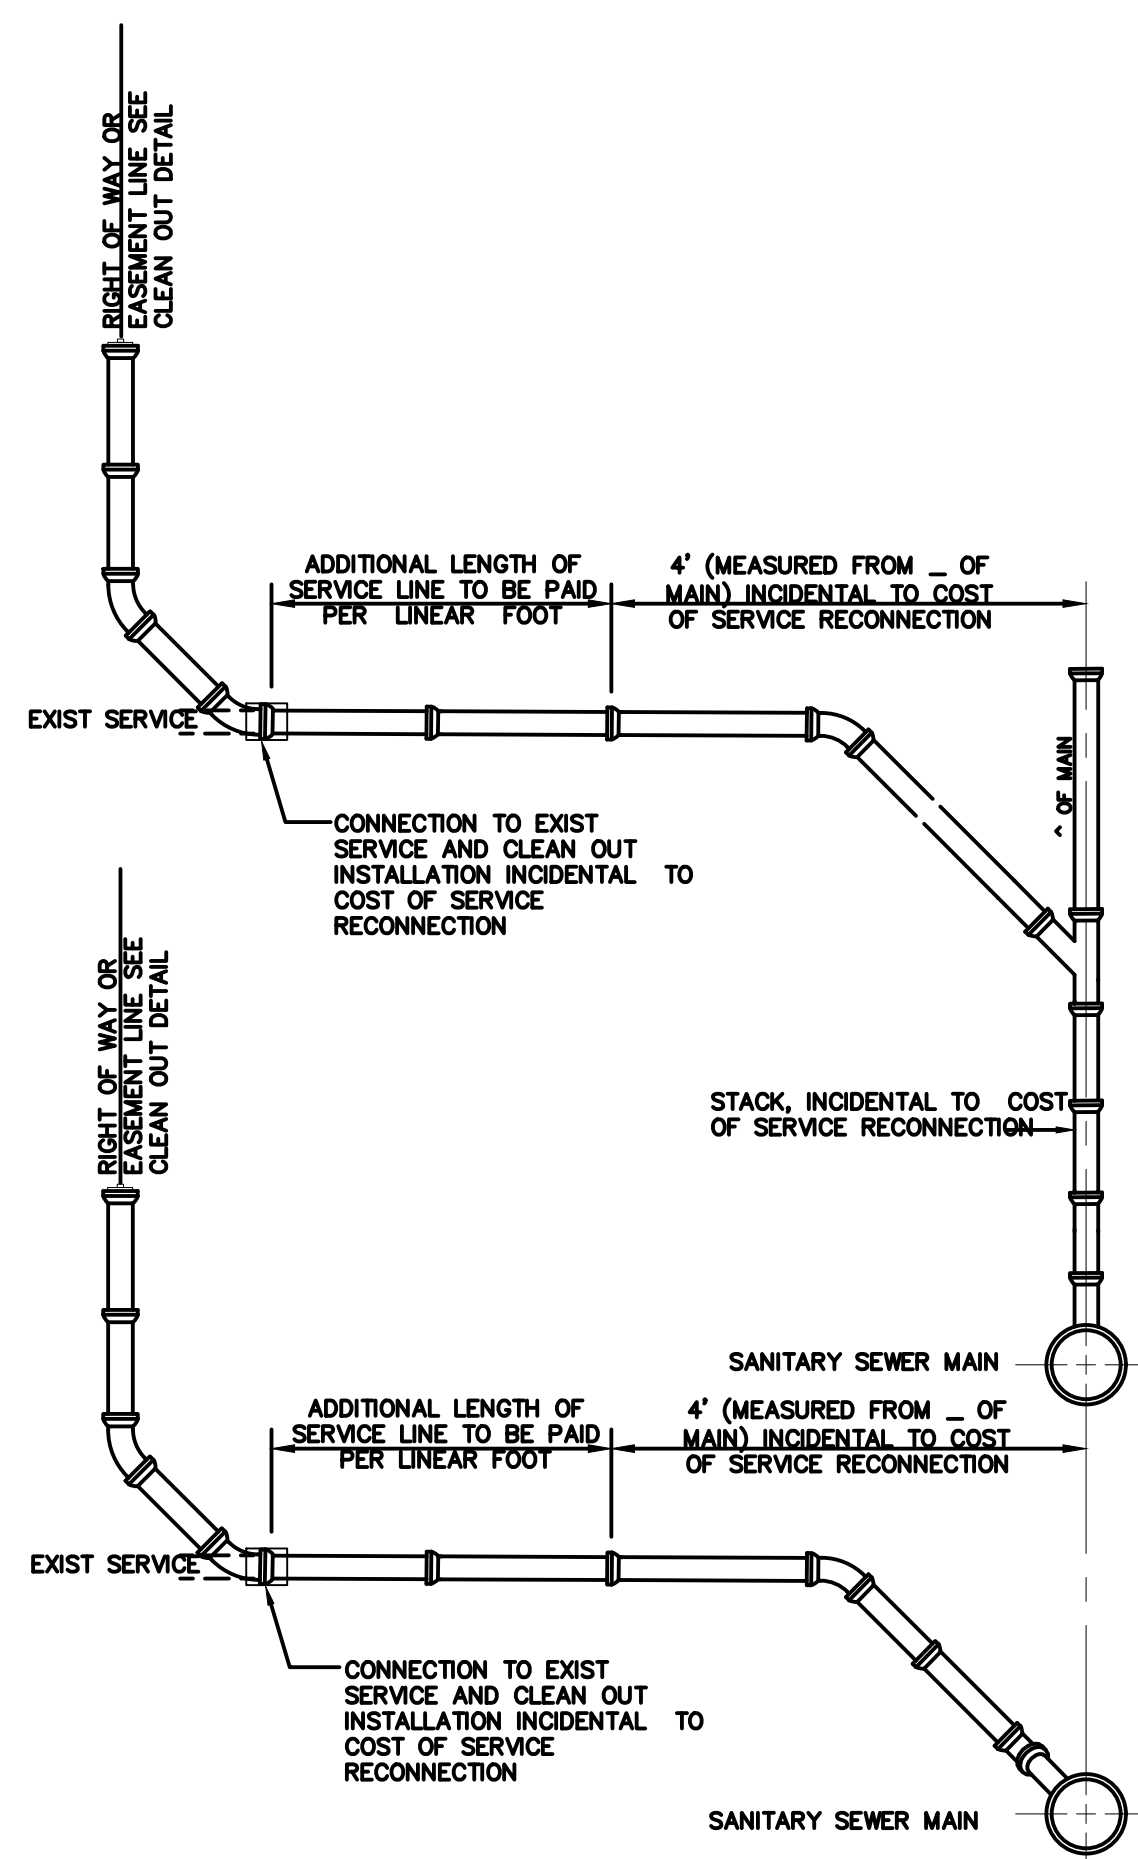 RIGHT OF WAY OR
EASEMENT LINE SEE
CLEAN OUT DETAIL
ADDITIONAL LENGTH OF
SERVICE LINE TO BE PAID
PER LINEAR FOOT
4' (MEASURED FROM _ OF
MAIN) INCIDENTAL TO COST
OF SERVICE RECONNECTION
EXIST SERVICE
^ OF MAIN
CONNECTION TO EXIST
SERVICE AND CLEAN OUT
INSTALLATION INCIDENTAL TO
COST OF SERVICE
RECONNECTION
RIGHT OF WAY OR
EASEMENT LINE SEE
CLEAN OUT DETAIL
STACK, INCIDENTAL TO COST
OF SERVICE RECONNECTION
SANITARY SEWER MAIN
ADDITIONAL LENGTH OF
SERVICE LINE TO BE PAID
PER LINEAR FOOT
4' (MEASURED FROM _ OF
MAIN) INCIDENTAL TO COST
OF SERVICE RECONNECTION
EXIST SERVICE
CONNECTION TO EXIST
SERVICE AND CLEAN OUT
INSTALLATION INCIDENTAL TO
COST OF SERVICE
RECONNECTION
SANITARY SEWER MAIN